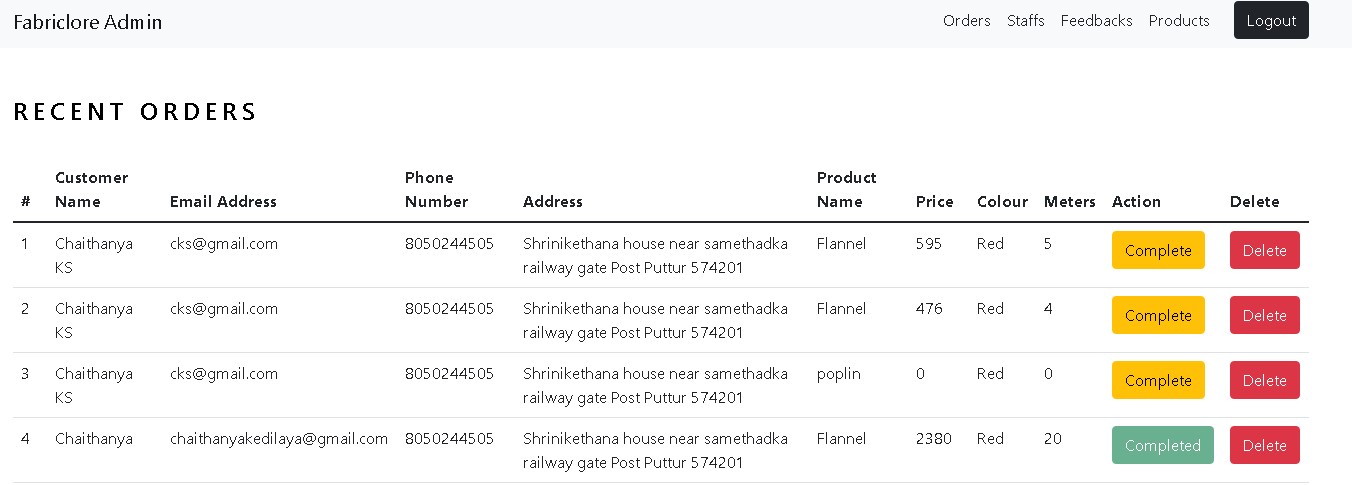 Fabriclore Admin Orders Staffs Feedbacks Products Logout
RECENT ORDERS
Customer Phone Product
# Name Email Address Number Address Name Price Colour Meters Action Delete
1 Chaithanya cks@gmail.com 8050244505 Shrinikethana house near samethadka Flannel 595 Red 5 Complete Delete
KS railway gate Post Puttur 574201
2 Chaithanya cks@gmail.com 8050244505 Shrinikethana house near samethadka Flannel 476 Red 4 Complete Delete
KS railway gate Post Puttur 574201
3 Chaithanya cks@gmail.com 8050244505 Shrinikethana house near samethadka poplin 0 Red 0 Complete Delete
KS railway gate Post Puttur 574201
4 Chaithanya chaithanyakedilaya@gmail.com 8050244505 Shrinikethana house near samethadka Flannel 2380 Red 20 Completed Delete
railway gate Post Puttur 574201